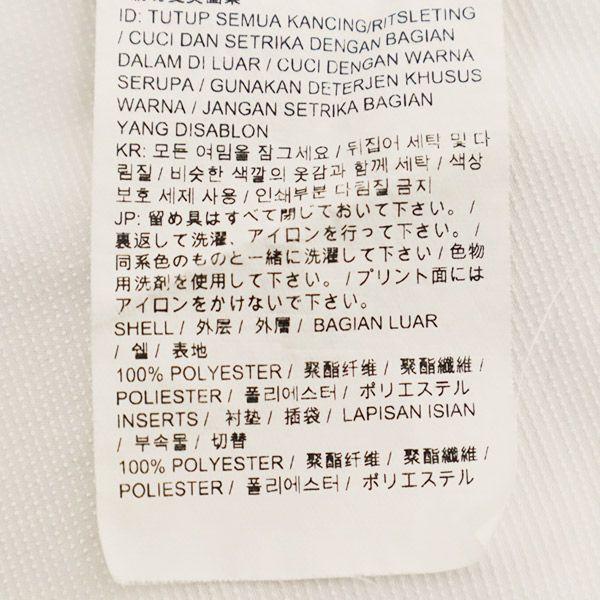 ID: TUTUP SEMUA KANCING/RITSLETING
/ CUCI DAN SETRIKA DENGAN BAGIAN
DALAM DI LUAR / CUCI DENGAN WARNA
SERUPA / GUNAKAN DETERJEN KHUSUS
WARNA / JANGAN SETRIKA BAGIAN
YANG DISABLON
KR: 모든 여밈을 잠그세요 / 뒤집어 세탁 및 다
림질 / 비슷한 색깔의 옷감과 함께 세탁 / 색상
보호 세제 사용 / 인쇄부분 다림질 금지
JP: 留め具はすべて閉じておいて下さい。 /
裏返して洗濯、アイロンを行って下さい。 /
同系色のものと一緒に洗濯して下さい / 色物
用洗剤を使用して下さい。 / プリント面には
アイロンをかけないで下さい。
SHELL / 外层 / 外層 / BAGIAN LUAR
/ 쉘 / 表地
100% POLYESTER / 聚酯纤维 / 聚酯纖維 /
POLIESTER / 폴리에스터 / ポリエステル
INSERTS / 衬垫 / 插袋 / LAPISAN ISIAN
/ 부속물 / 切替
100% POLYESTER / 聚酯纤维 / 聚酯纖維 /
POLIESTER / 폴리에스터 / ポリエステル